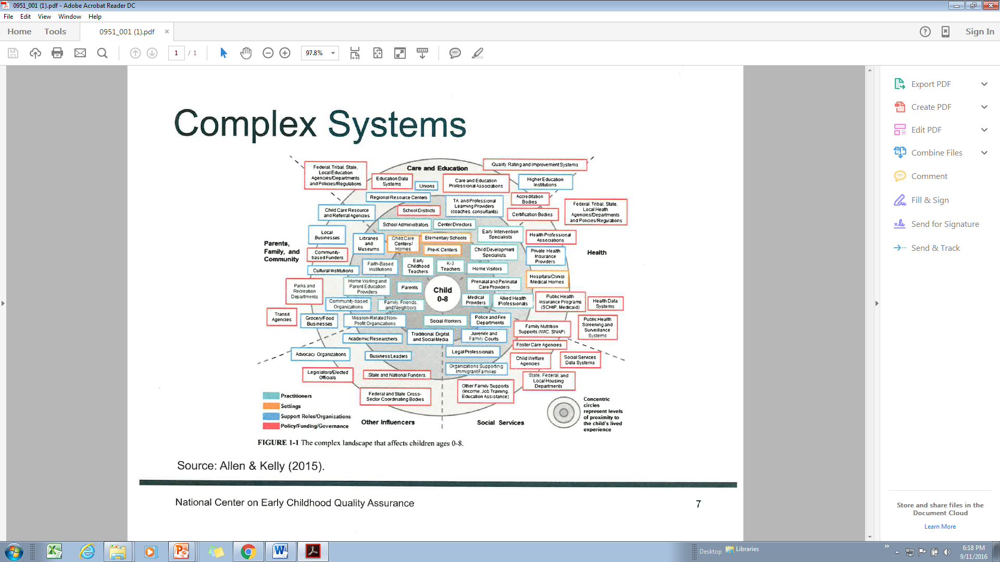 0951_001 (1).pdf - Adobe Acrobat Reader DC
File Edit View Window Help
Home Tools 0951_001 (1).pdf × Sign In
1 / 1 97.8%
Export PDF
Create PDF
Edit PDF
Combine Files
Comment
Fill & Sign
Send for Signature
Send & Track
Store and share files in the
Document Cloud
Learn More
Complex Systems
Care and Education
Federal, Tribal, State,
Local Education
Agencies/Departments
and Policies/Regulations
Education Data
Systems
Unions
Care and Education
Professional Associations
Quality Rating and Improvement Systems
Higher Education
Institutions
Regional Resource Centers
TA and Professional
Learning Providers
(coaches, consultants)
Accreditation
Bodies
Child Care Resource
and Referral Agencies
School Districts
Certification Bodies
Federal, Tribal, State,
Local Health
Agencies/Departments
and Policies/Regulations
School Administrators
Center Directors
Early Intervention
Specialists
Health Professional
Associations
Local
Businesses
Libraries
and
Museums
Child Care
Centers/
Homes
Elementary Schools
Pre-K Centers
Child Development
Specialists
Private Health
Insurance
Providers
Parents,
Family, and
Community
Health
Community-
based Funders
Cultural Institutions
Faith-Based
Institutions
Early
Childhood
Teachers
K-3
Teachers
Home Visitors
Hospitals/Clinics
/Medical Homes
Parks and
Recreation
Departments
Home Visiting and
Parent Education
Providers
Parents
Child
0-8
Prenatal and Perinatal
Care Providers
Community-based
Organizations
Family, Friends,
and Neighbors
Medical
Providers
Allied Health
Professionals
Public Health
Insurance Programs
(SCHIP, Medicaid)
Health Data
Systems
Transit
Agencies
Grocery/Food
Businesses
Mission-Related Non-
Profit Organizations
Social Workers
Police and Fire
Departments
Family Nutrition
Supports (WIC, SNAP)
Public Health
Screening and
Surveillance
Systems
Academic Researchers
Traditional, Digital,
and Social Media
Juvenile and
Family Courts
Foster Care Agencies
Advocacy Organizations
Business Leaders
Legal Professionals
Child Welfare
Agencies
Social Services
Data Systems
Legislators/Elected
Officials
State and National Funders
Organizations Supporting
Immigrant Families
State, Federal, and
Local Housing
Departments
Federal and State Cross-
Sector Coordinating Bodies
Other Family Supports
(Income, Job Training,
Education Assistance)
Practitioners
Settings
Support Roles/Organizations
Policy/Funding/Governance
Other Influencers
Social Services
Concentric
circles
represent levels
of proximity to
the child's lived
experience
FIGURE 1-1 The complex landscape that affects children ages 0-8.
Source: Allen & Kelly (2015).
National Center on Early Childhood Quality Assurance 7
Desktop Libraries
6:18 PM
9/11/2016